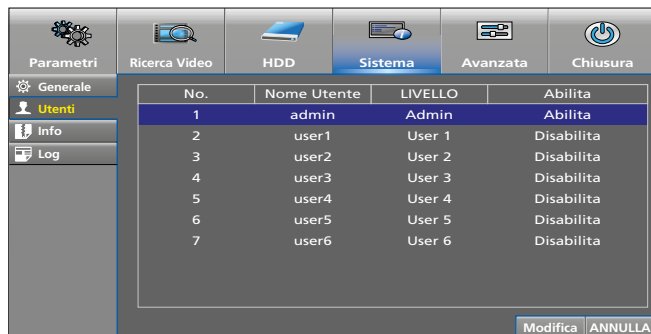 Parametri Ricerca Video HDD Sistema Avanzata Chiusura
Generale
Utenti
Info
Log
No. Nome Utente LIVELLO Abilita
1 admin Admin Abilita
2 user1 User 1 Disabilita
3 user2 User 2 Disabilita
4 user3 User 3 Disabilita
5 user4 User 4 Disabilita
6 user5 User 5 Disabilita
7 user6 User 6 Disabilita
Modifica ANNULLA